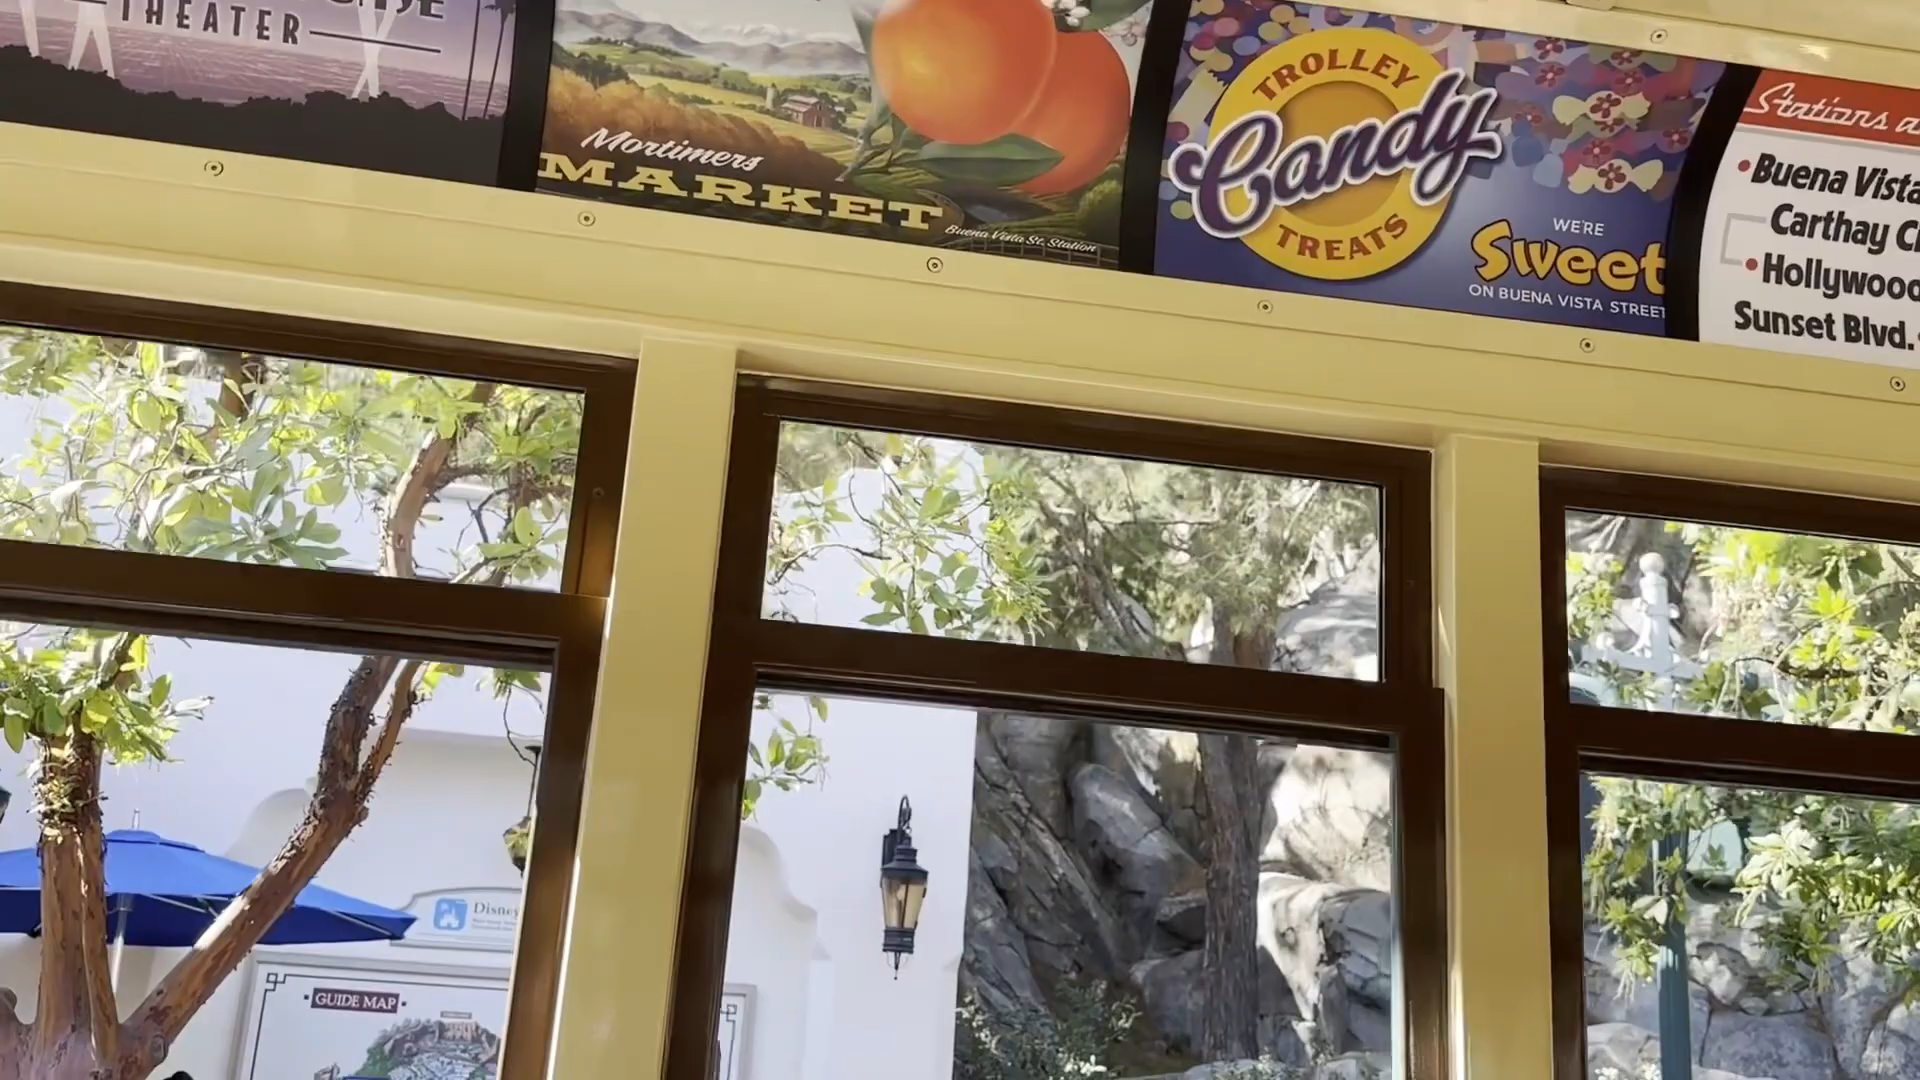 THEATER
Mortimers
MARKET
Buena Vista St. Station
TROLLEY
Candy
TREATS
WE'RE
Sweet
ON BUENA VISTA STREET
Stations
Buena Vista
Carthay
Hollywood
Sunset Blvd.
Disney
GUIDE MAP